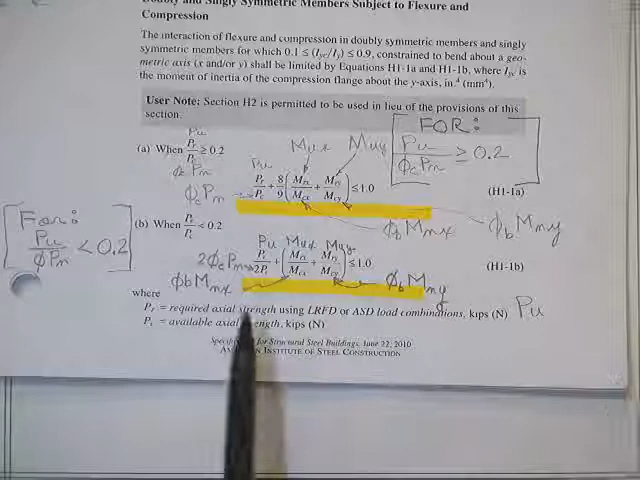 Doubly and Singly Symmetric Members Subject to Flexure and
Compression
The interaction of flexure and compression in doubly symmetric members and singly
symmetric members for which 0.1 ≤ (Iyc/Iy) ≤ 0.9, constrained to bend about a geo-
metric axis (x and/or y) shall be limited by Equations H1-1a and H1-1b, where Iyc is
the moment of inertia of the compression flange about the y-axis, in.⁴ (mm⁴).
User Note: Section H2 is permitted to be used in lieu of the provisions of this
section.
FOR:
Pu/ϕcPn ≥ 0.2
Pu
(a) When Pr/Pc ≥ 0.2
ϕcPn
Pu Mux Muy
ϕcPn → Pr/Pc + 8/9 (Mrx/Mcx + Mry/Mcy) ≤ 1.0
(H1-1a)
ϕbMnx ϕbMny
For:
Pu/ϕPn < 0.2
(b) When Pr/Pc < 0.2
Pu Mux Muy
2ϕcPn → Pr/2Pc + (Mrx/Mcx + Mry/Mcy) ≤ 1.0
(H1-1b)
ϕbMnx ϕbMny
where
Pr = required axial strength using LRFD or ASD load combinations, kips (N) Pu
Pc = available axial strength, kips (N)
Specification for Structural Steel Buildings, June 22, 2010
AMERICAN INSTITUTE OF STEEL CONSTRUCTION